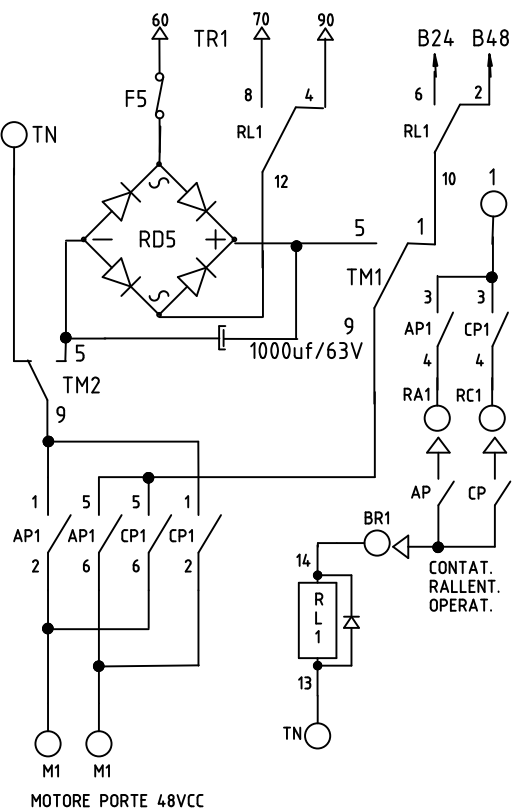 60 TR1 70 90
B24 B48
F5 8 4 6 2
TN RL1 RL1
12 10 1
− RD5 +
5 1
TM1
3 3
9 AP1 CP1
5 1000uf/63V 4 4
TM2
9 RA1 RC1
1 5 5 1 AP CP
AP1 AP1 CP1 CP1 BR1
2 6 6 2 14
CONTAT.
RALLENT.
OPERAT.
R
L
1
13
TN
M1 M1
MOTORE PORTE 48VCC